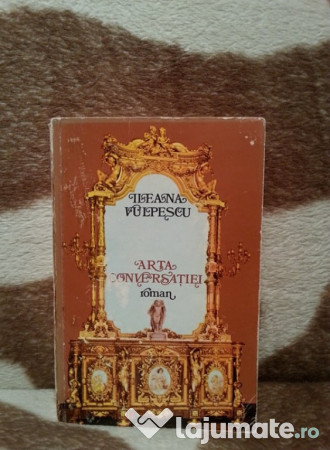 ILEANA
VULPESCU
ARTA
CONVERSAȚIEI
roman
lajumate.ro